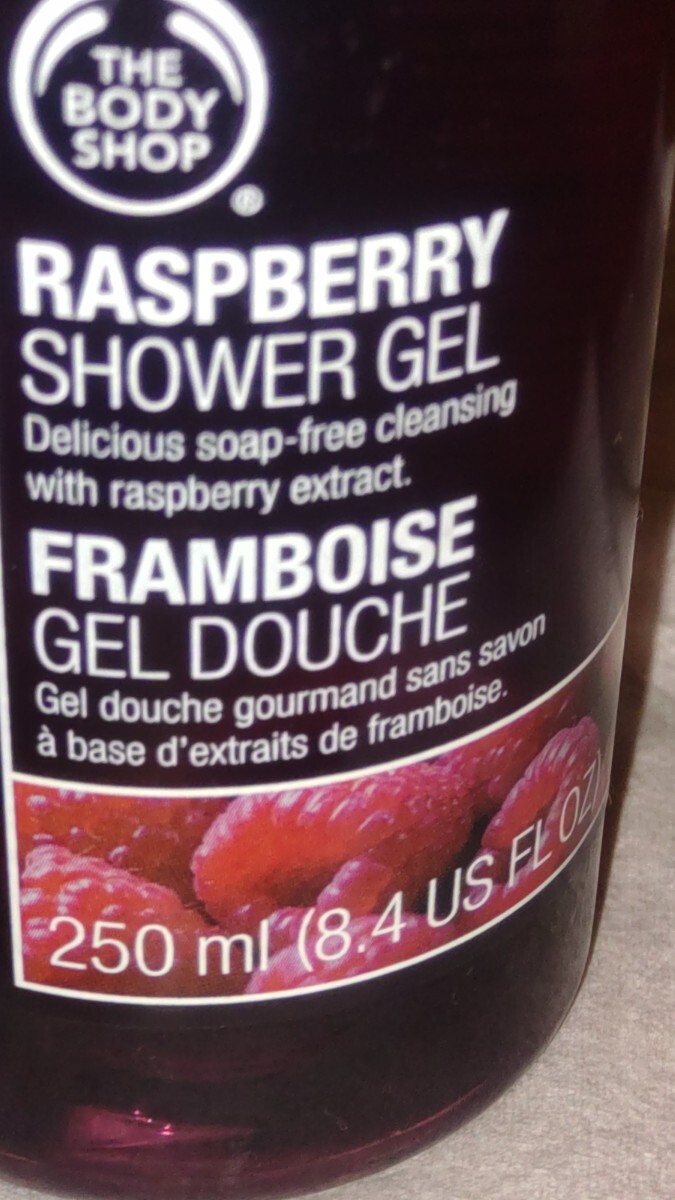 THE
BODY
SHOP
®
RASPBERRY
SHOWER GEL
Delicious soap-free cleansing
with raspberry extract.
FRAMBOISE
GEL DOUCHE
Gel douche gourmand sans savon
à base d'extraits de framboise.
250 ml (8.4 US FL OZ)